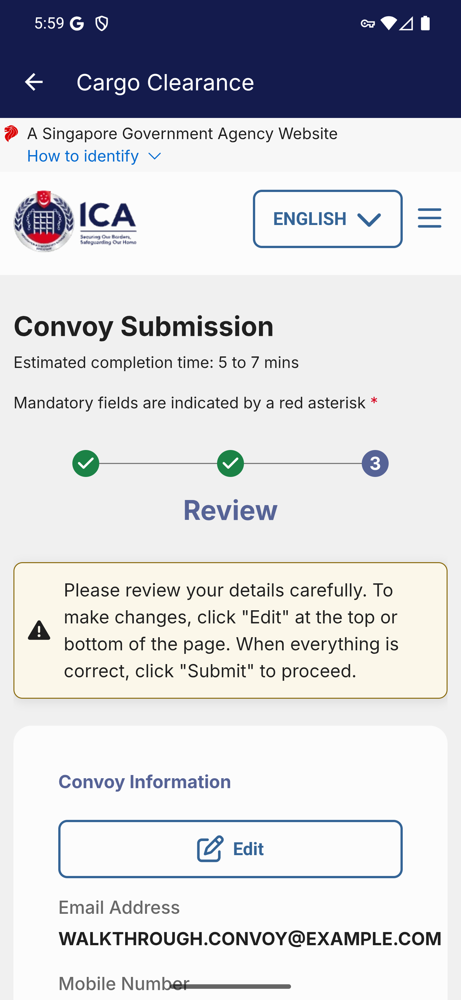 5:59
Cargo Clearance
A Singapore Government Agency Website
How to identify
ICA
Securing Our Borders,
Safeguarding Our Home
ENGLISH
Convoy Submission
Estimated completion time: 5 to 7 mins
Mandatory fields are indicated by a red asterisk *
3
Review
Please review your details carefully. To
make changes, click "Edit" at the top or
bottom of the page. When everything is
correct, click "Submit" to proceed.
Convoy Information
Edit
Email Address
WALKTHROUGH.CONVOY@EXAMPLE.COM
Mobile Number